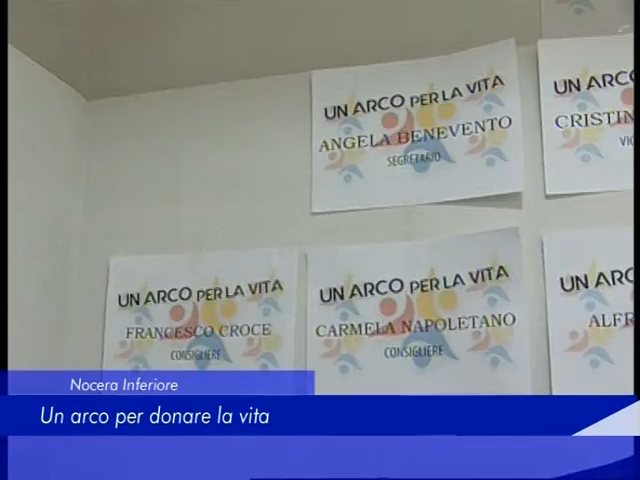 UN ARCO PER LA VITA
ANGELA BENEVENTO
SEGRETARIO
UN ARCO
CRISTIN
UN ARCO PER LA VITA
FRANCESCO CROCE
CONSIGLIERE
UN ARCO PER LA VITA
CARMELA NAPOLETANO
CONSIGLIERE
UN ARC
ALFR
Nocera Inferiore
Un arco per donare la vita